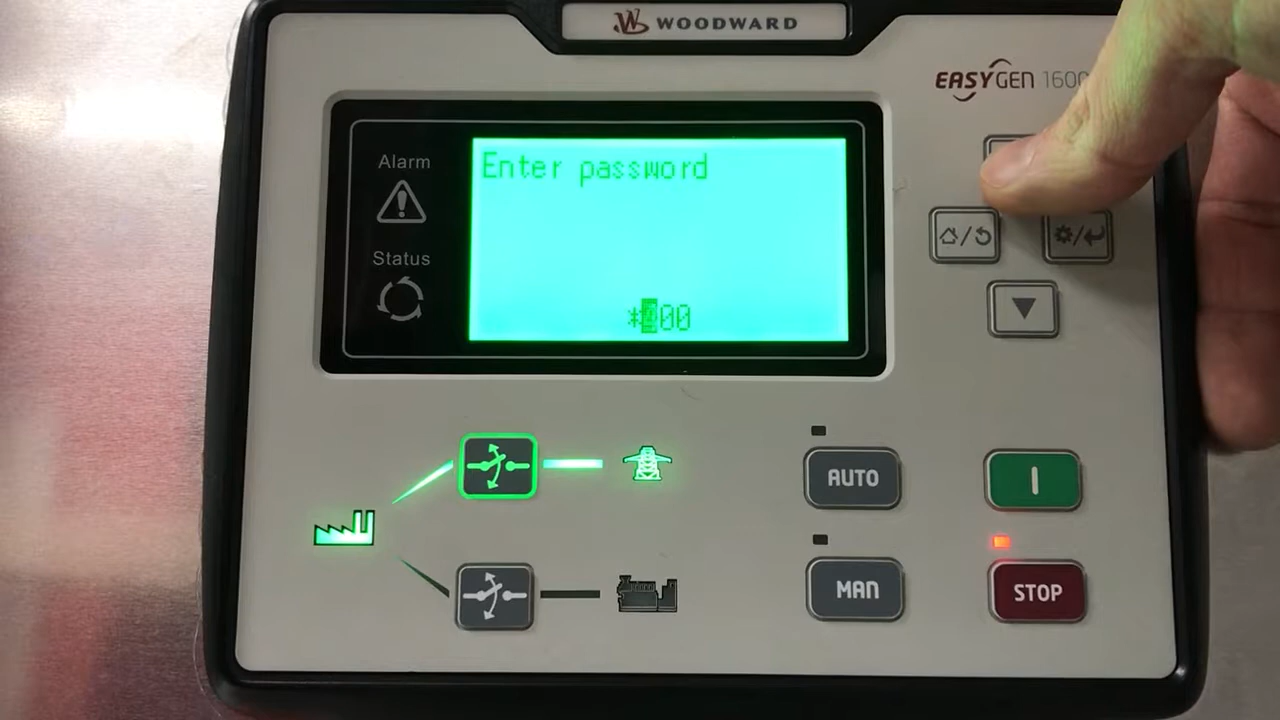 WOODWARD
EASYGEN 1600
Alarm
Enter password
Status
AUTO
MAN
STOP